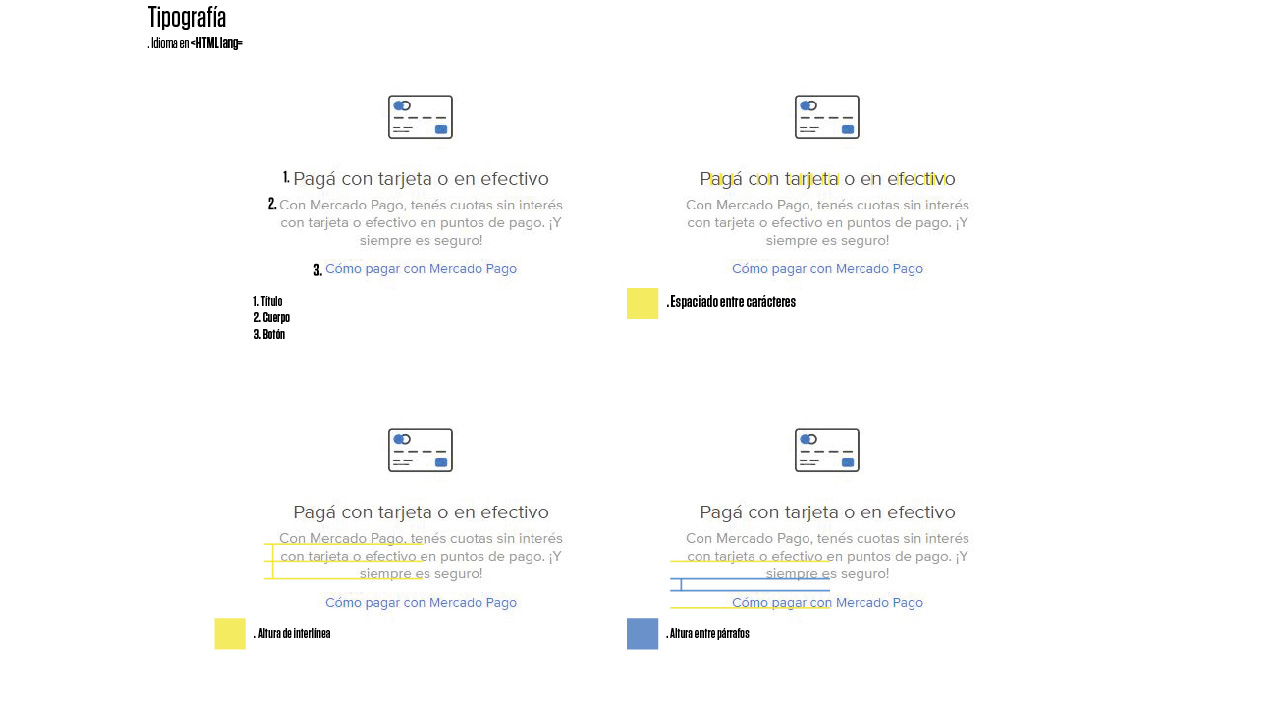 Tipografía
. Idioma en <HTML lang=
1. Pagá con tarjeta o en efectivo
2. Con Mercado Pago, tenés cuotas sin interés
con tarjeta o efectivo en puntos de pago. ¡Y
siempre es seguro!
3. Cómo pagar con Mercado Pago
1. Título
2. Cuerpo
3. Botón
Pagá con tarjeta o en efectivo
Con Mercado Pago, tenés cuotas sin interés
con tarjeta o efectivo en puntos de pago. ¡Y
siempre es seguro!
Cómo pagar con Mercado Pago
. Espaciado entre carácteres
Pagá con tarjeta o en efectivo
Con Mercado Pago, tenés cuotas sin interés
con tarjeta o efectivo en puntos de pago. ¡Y
siempre es seguro!
Cómo pagar con Mercado Pago
. Altura de interlínea
Pagá con tarjeta o en efectivo
Con Mercado Pago, tenés cuotas sin interés
con tarjeta o efectivo en puntos de pago. ¡Y
siempre es seguro!
Cómo pagar con Mercado Pago
. Altura entre párrafos